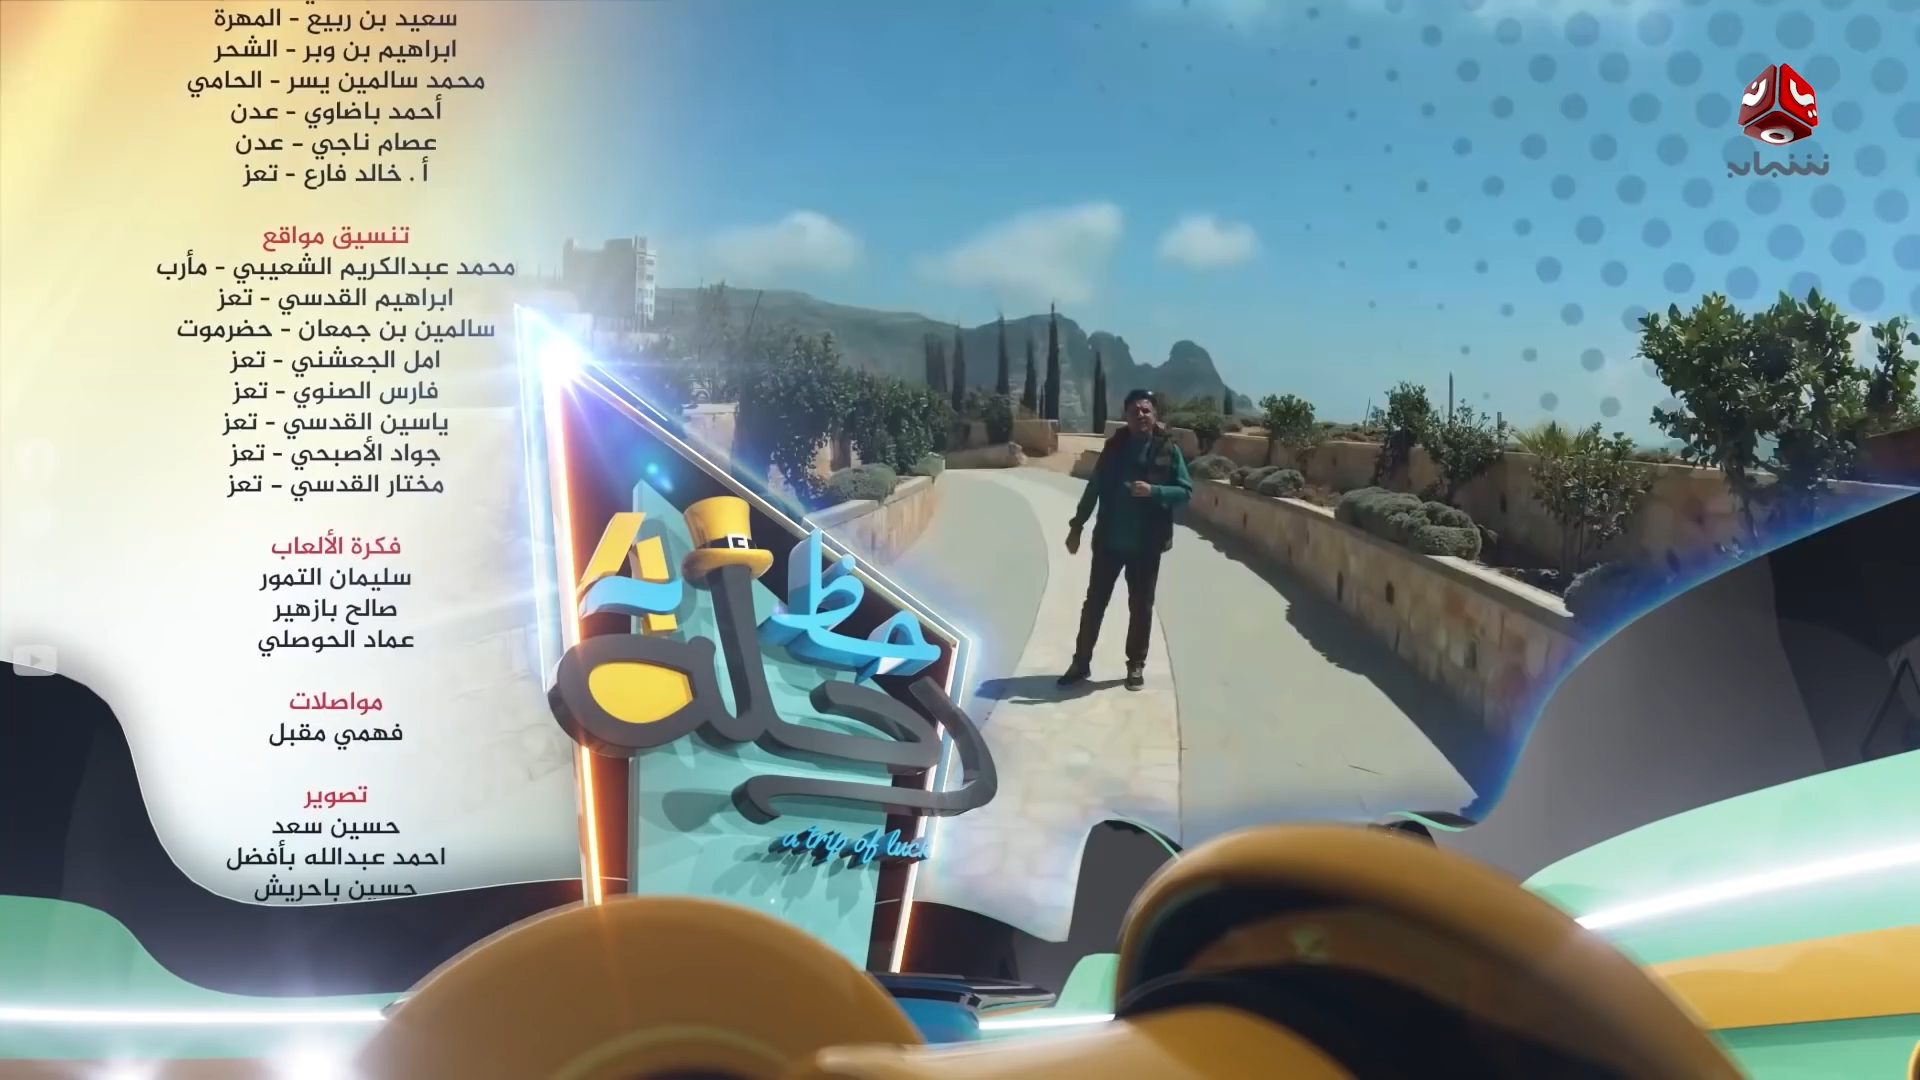 سعيد بن ربيع - المهرة
ابراهيم بن وبر - الشحر
محمد سالمين يسر - الحامي
أحمد باضاوي - عدن
عصام ناجي - عدن
أ . خالد فارع - تعز
تنسيق مواقع
محمد عبدالكريم الشعيبي - مأرب
ابراهيم القدسي - تعز
سالمين بن جمعان - حضرموت
امل الجعشني - تعز
فارس الصنوي - تعز
ياسين القدسي - تعز
جواد الأصبحي - تعز
مختار القدسي - تعز
فكرة الألعاب
سليمان التمور
صالح بازهير
عماد الحوصلي
مواصلات
فهمي مقبل
تصوير
حسين سعد
احمد عبدالله بأفضل
حسين باحريش
رحلة حظ
a trip of luck
يمن
شباب